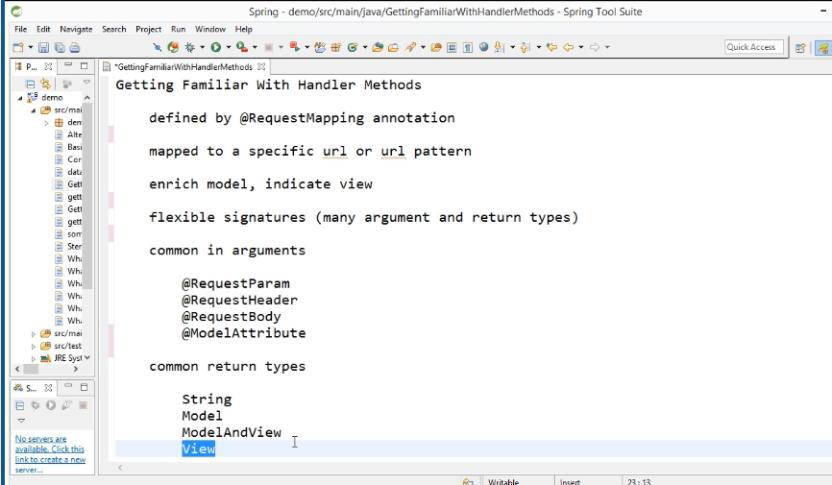 Spring - demo/src/main/java/GettingFamiliarWithHandlerMethods - Spring Tool Suite
File Edit Navigate Search Project Run Window Help
Quick Access
P...
*GettingFamiliarWithHandlerMethods
demo
src/mai
den
Alte
Basi
Cor
data
Gett
gett
Gett
gett
som
Ster
Wha
Wha
Wha
Wh
Wh
Wh
src/mai
src/test
JRE Syst
Getting Familiar With Handler Methods
defined by @RequestMapping annotation
mapped to a specific url or url pattern
enrich model, indicate view
flexible signatures (many argument and return types)
common in arguments
@RequestParam
@RequestHeader
@RequestBody
@ModelAttribute
common return types
String
Model
ModelAndView
View
S...
No servers are
available. Click this
link to create a new
server...
Writable Insert 23:13